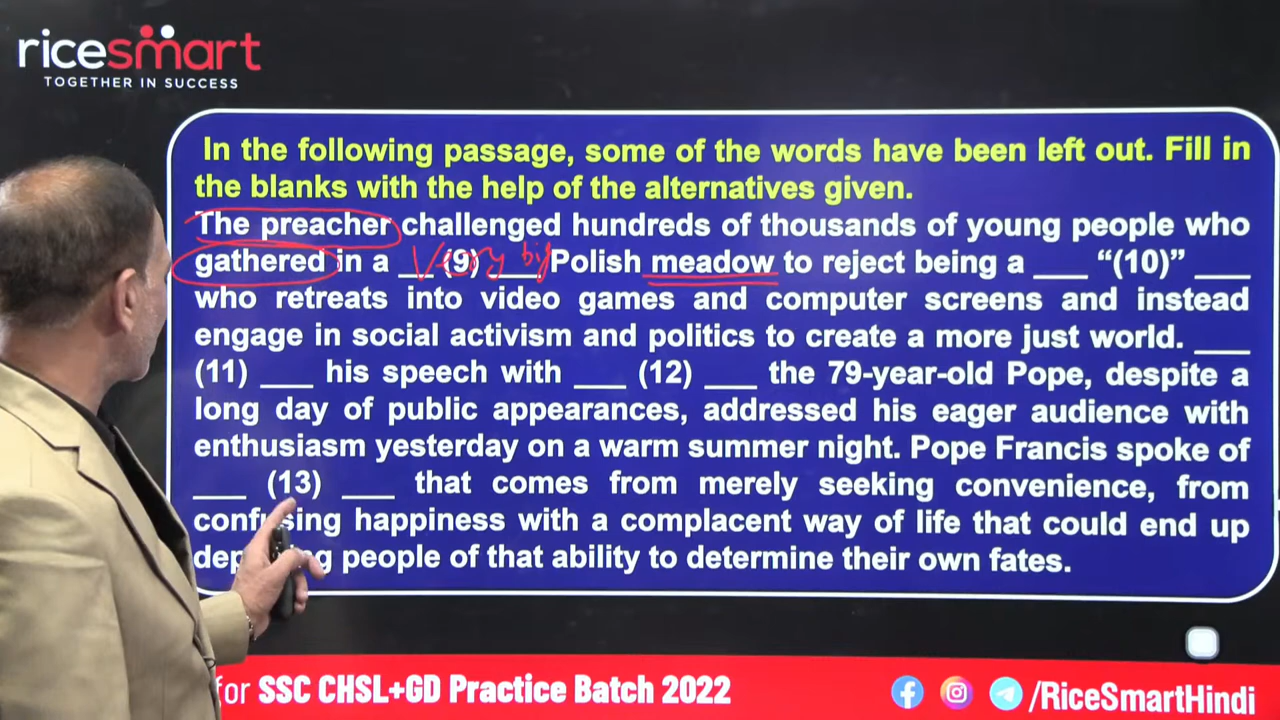 ricesmart
TOGETHER IN SUCCESS
In the following passage, some of the words have been left out. Fill in
the blanks with the help of the alternatives given.
The preacher challenged hundreds of thousands of young people who
gathered in a ___ (9) ___ Very big Polish meadow to reject being a ___ “(10)” ___
who retreats into video games and computer screens and instead
engage in social activism and politics to create a more just world. ___
(11) ___ his speech with ___ (12) ___ the 79-year-old Pope, despite a
long day of public appearances, addressed his eager audience with
enthusiasm yesterday on a warm summer night. Pope Francis spoke of
___ (13) ___ that comes from merely seeking convenience, from
confusing happiness with a complacent way of life that could end up
people of that ability to determine their own fates.
for SSC CHSL+GD Practice Batch 2022
/RiceSmartHindi